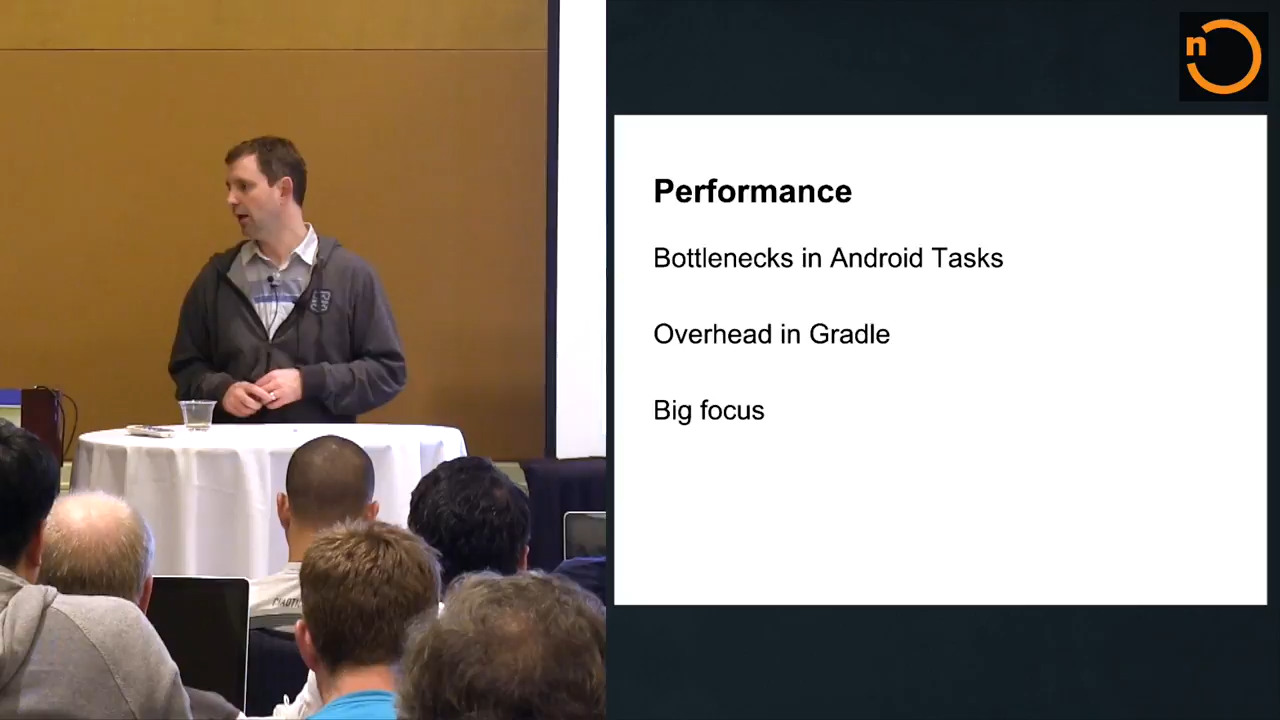 n
Performance
Bottlenecks in Android Tasks
Overhead in Gradle
Big focus